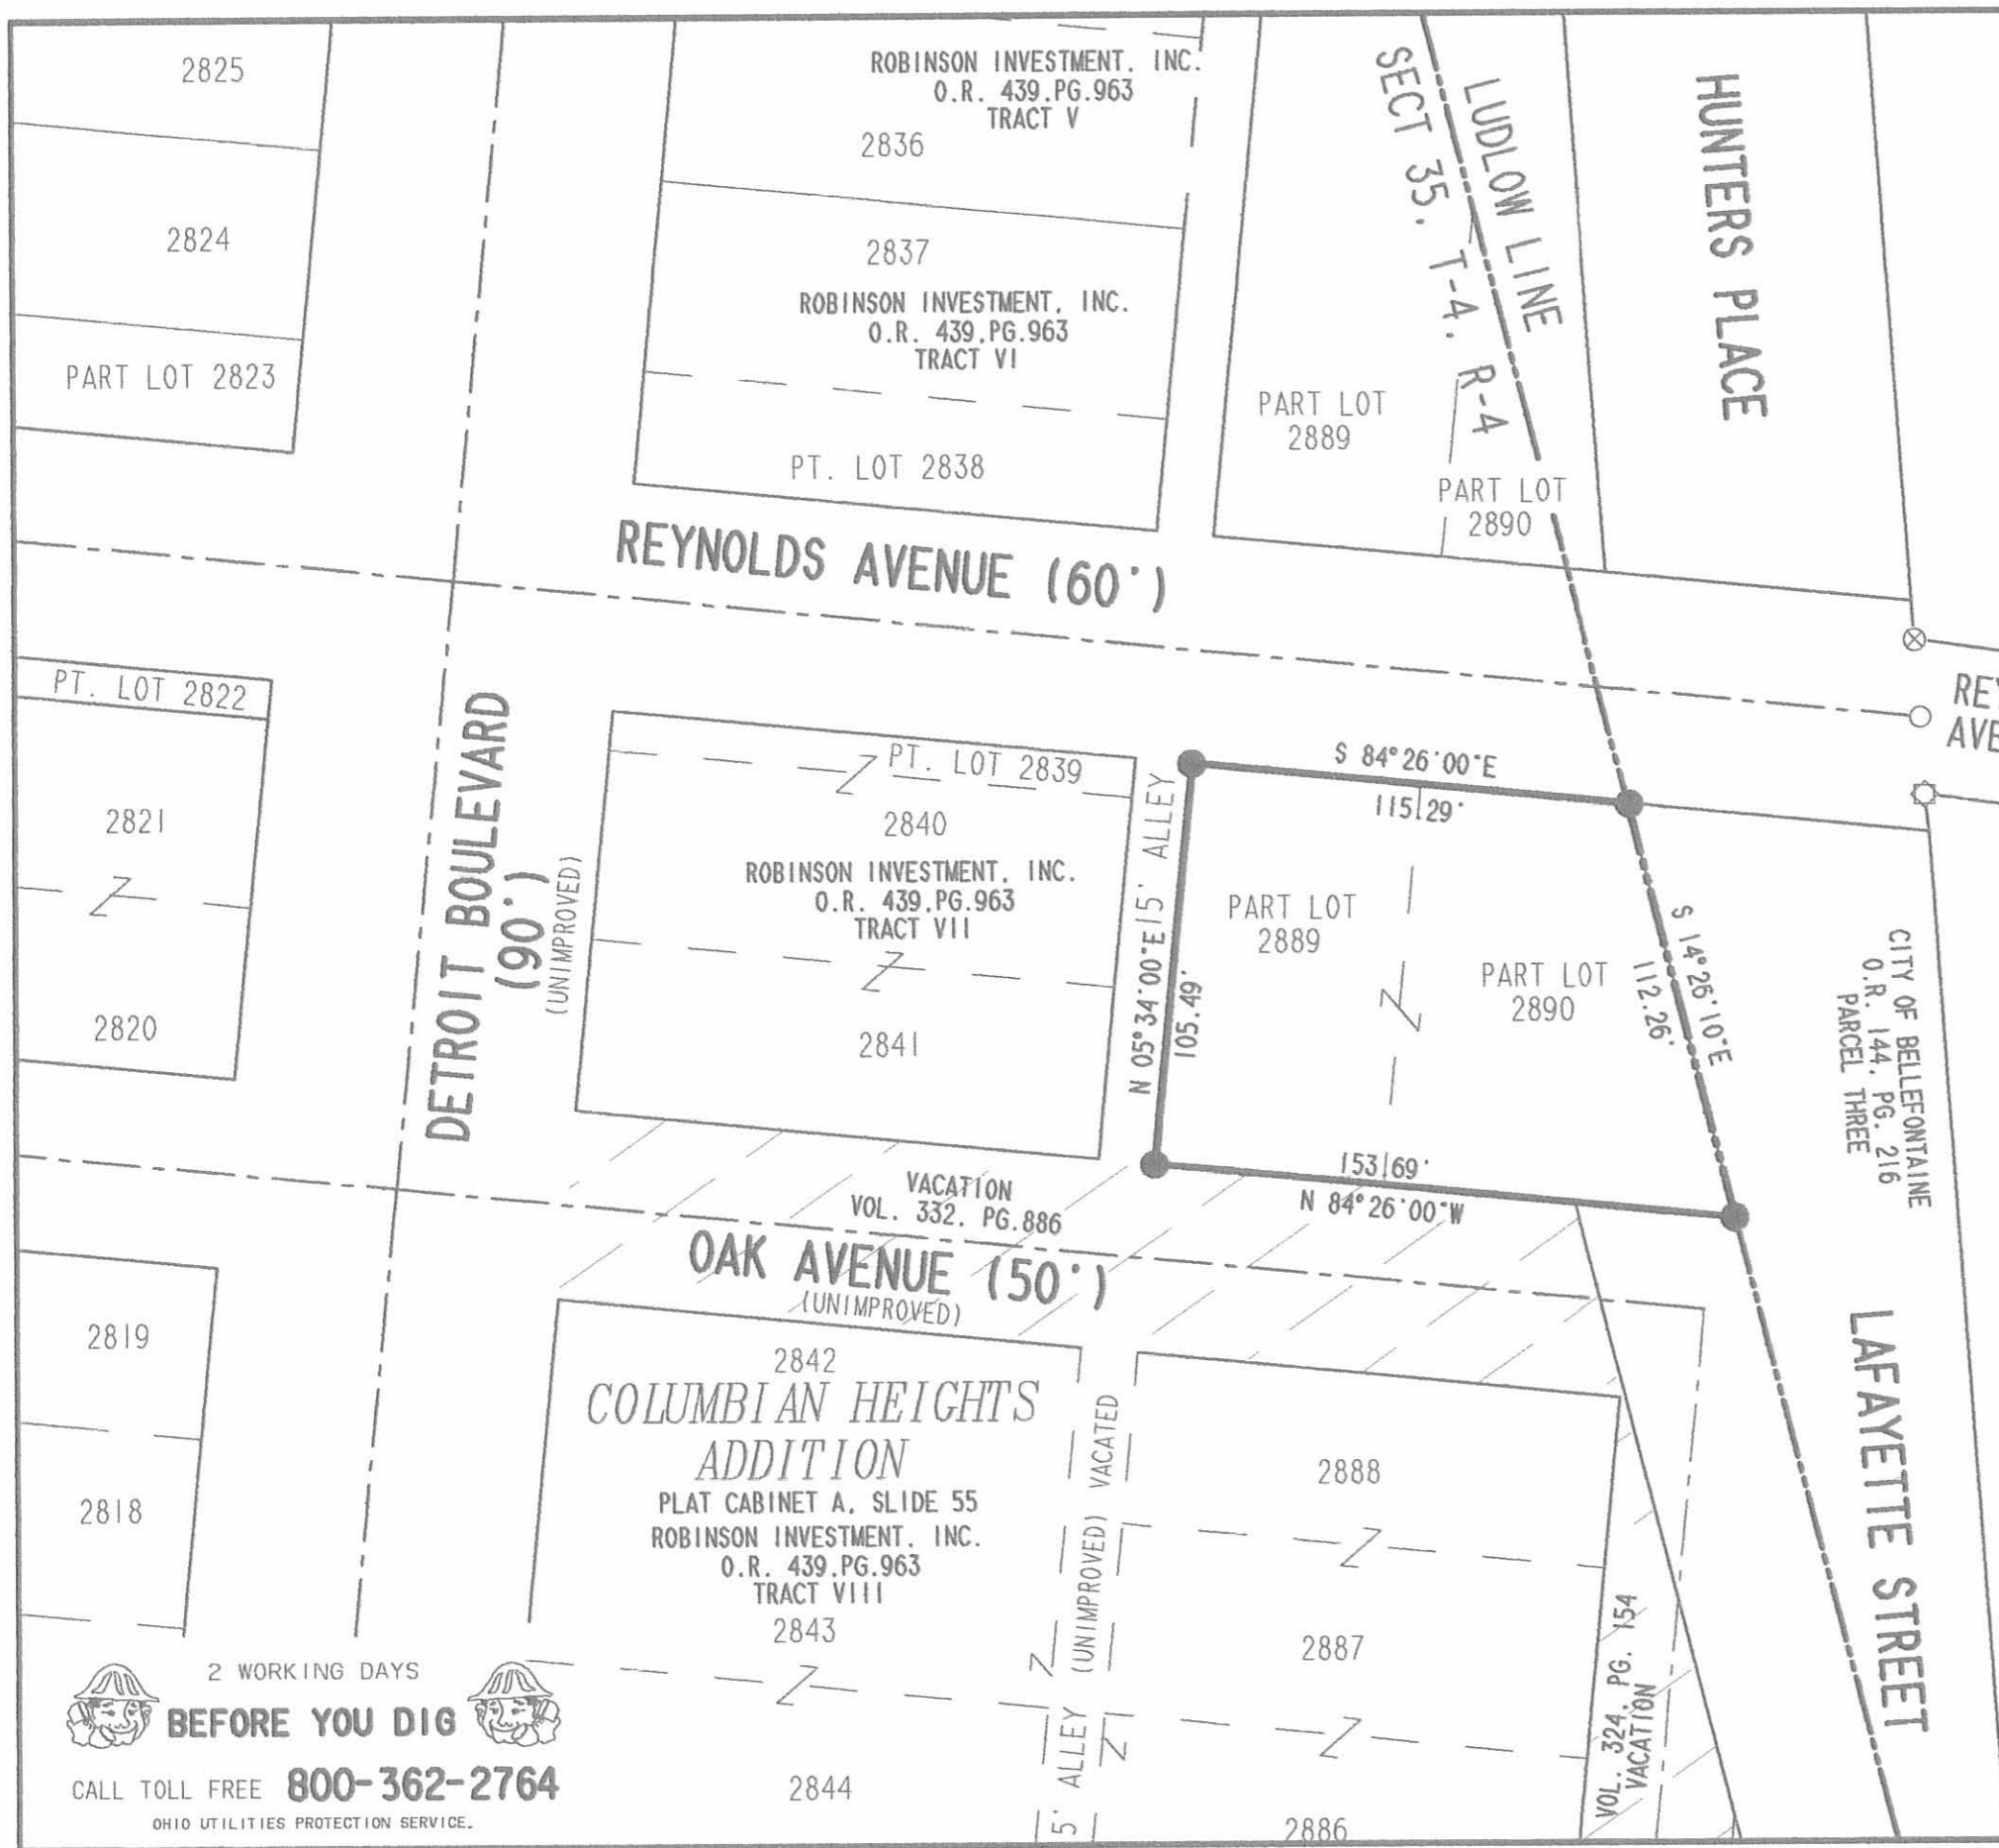 2825
2824
PART LOT 2823
ROBINSON INVESTMENT, INC.
O.R. 439,PG.963
TRACT V
2836
2837
ROBINSON INVESTMENT, INC.
O.R. 439,PG.963
TRACT VI
PT. LOT 2838
PART LOT
2889
PART LOT
2890
LUDLOW LINE
SECT 35, T-4, R-4
HUNTERS PLACE
REYNOLDS AVENUE (60')
REY
AVE
PT. LOT 2822
2821
2820
DETROIT BOULEVARD
(90')
(UNIMPROVED)
PT. LOT 2839
2840
ROBINSON INVESTMENT, INC.
O.R. 439,PG.963
TRACT VII
2841
15' ALLEY
N 05°34'00"E
105.49'
S 84°26'00"E
115.29'
PART LOT
2889
PART LOT
2890
S 14°26'10"E
112.26'
153.69'
N 84°26'00"W
CITY OF BELLEFONTAINE
O.R. 144, PG. 216
PARCEL THREE
VACATION
VOL. 332, PG.886
OAK AVENUE (50')
(UNIMPROVED)
2819
2818
2842
COLUMBIAN HEIGHTS
ADDITION
PLAT CABINET A, SLIDE 55
ROBINSON INVESTMENT, INC.
O.R. 439,PG.963
TRACT VIII
2843
2844
5' ALLEY (UNIMPROVED) VACATED
2888
2887
2886
VOL. 324, PG. 154
VACATION
LAFAYETTE STREET
2 WORKING DAYS
BEFORE YOU DIG
CALL TOLL FREE 800-362-2764
OHIO UTILITIES PROTECTION SERVICE.